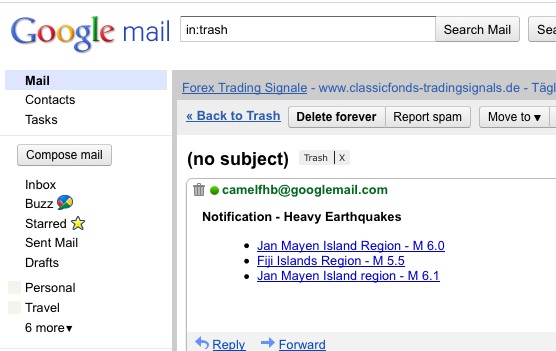 Google mail
in:trash
Search Mail
Sea
Mail
Contacts
Tasks
Compose mail
Inbox
Buzz
Starred
Sent Mail
Drafts
Personal
Travel
6 more▾
Forex Trading Signale - www.classicfonds-tradingsignals.de - Tägl
« Back to Trash
Delete forever
Report spam
Move to ▾
(no subject)
Trash | X
camelfhb@googlemail.com
Notification - Heavy Earthquakes
• Jan Mayen Island Region - M 6.0
• Fiji Islands Region - M 5.5
• Jan Mayen Island region - M 6.1
Reply
Forward